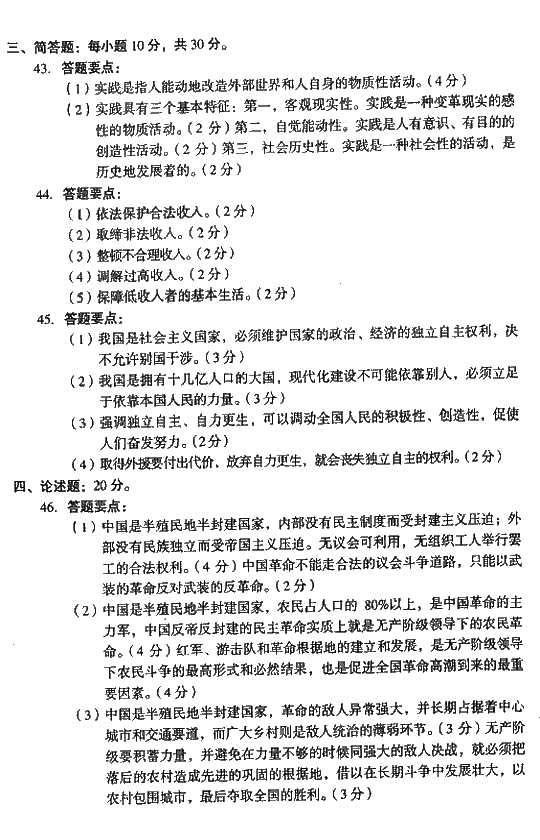 三、简答题：每小题10分，共30分。
43. 答题要点：
(1)实践是指人能动地改造外部世界和人自身的物质性活动。(4分)
(2)实践具有三个基本特征：第一，客观现实性。实践是一种变革现实的感
性的物质活动。(2分)第二，自觉能动性。实践是人有意识、有目的的
创造性活动。(2分)第三，社会历史性。实践是一种社会性的活动，是
历史地发展着的。(2分)
44. 答题要点：
(1)依法保护合法收入。(2分)
(2)取缔非法收入。(2分)
(3)整顿不合理收入。(2分)
(4)调解过高收入。(2分)
(5)保障低收人者的基本生活。(2分)
45. 答题要点：
(1)我国是社会主义国家，必须维护国家的政治、经济的独立自主权利，决
不允许别国干涉。(3分)
(2)我国是拥有十几亿人口的大国，现代化建设不可能依靠别人，必须立足
于依靠本国人民的力量。(3分)
(3)强调独立自主、自力更生，可以调动全国人民的积极性、创造性，促使
人们奋发努力。(2分)
(4)取得外援要付出代价，放弃自力更生，就会丧失独立自主的权利。(2分)
四、论述题：20分。
46. 答题要点：
(1)中国是半殖民地半封建国家，内部没有民主制度而受封建主义压迫；外
部没有民族独立而受帝国主义压迫。无议会可利用，无组织工人举行罢
工的合法权利。(4分)中国革命不能走合法的议会斗争道路，只能以武
装的革命反对武装的反革命。(2分)
(2)中国是半殖民地半封建国家，农民占人口的 80%以上，是中国革命的主
力军，中国反帝反封建的民主革命实质上就是无产阶级领导下的农民革
命。(4分)红军、游击队和革命根据地的建立和发展，是无产阶级领导
下农民斗争的最高形式和必然结果，也是促进全国革命高潮到来的最重
要因素。(4分)
(3)中国是半殖民地半封建国家，革命的敌人异常强大，并长期占据着中心
城市和交通要道，而广大乡村则是敌人统治的薄弱环节。(3分)无产阶
级要积蓄力量，并避免在力量不够的时候同强大的敌人决战，就必须把
落后的农村造成先进的巩固的根据地，借以在长期斗争中发展壮大，以
农村包围城市，最后夺取全国的胜利。(3分)